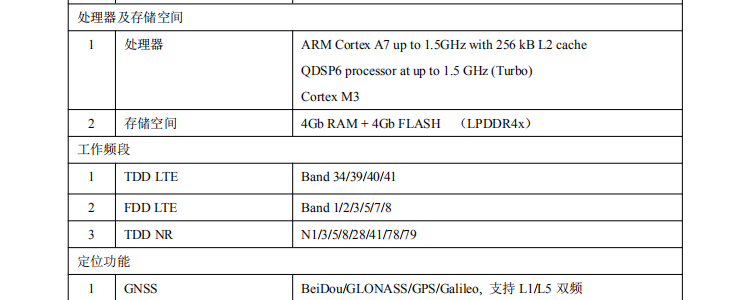 处理器及存储空间
1 处理器 ARM Cortex A7 up to 1.5GHz with 256 kB L2 cache
QDSP6 processor at up to 1.5 GHz (Turbo)
Cortex M3
2 存储空间 4Gb RAM + 4Gb FLASH （LPDDR4x）
工作频段
1 TDD LTE Band 34/39/40/41
2 FDD LTE Band 1/2/3/5/7/8
3 TDD NR N1/3/5/8/28/41/78/79
定位功能
1 GNSS BeiDou/GLONASS/GPS/Galileo, 支持 L1/L5 双频